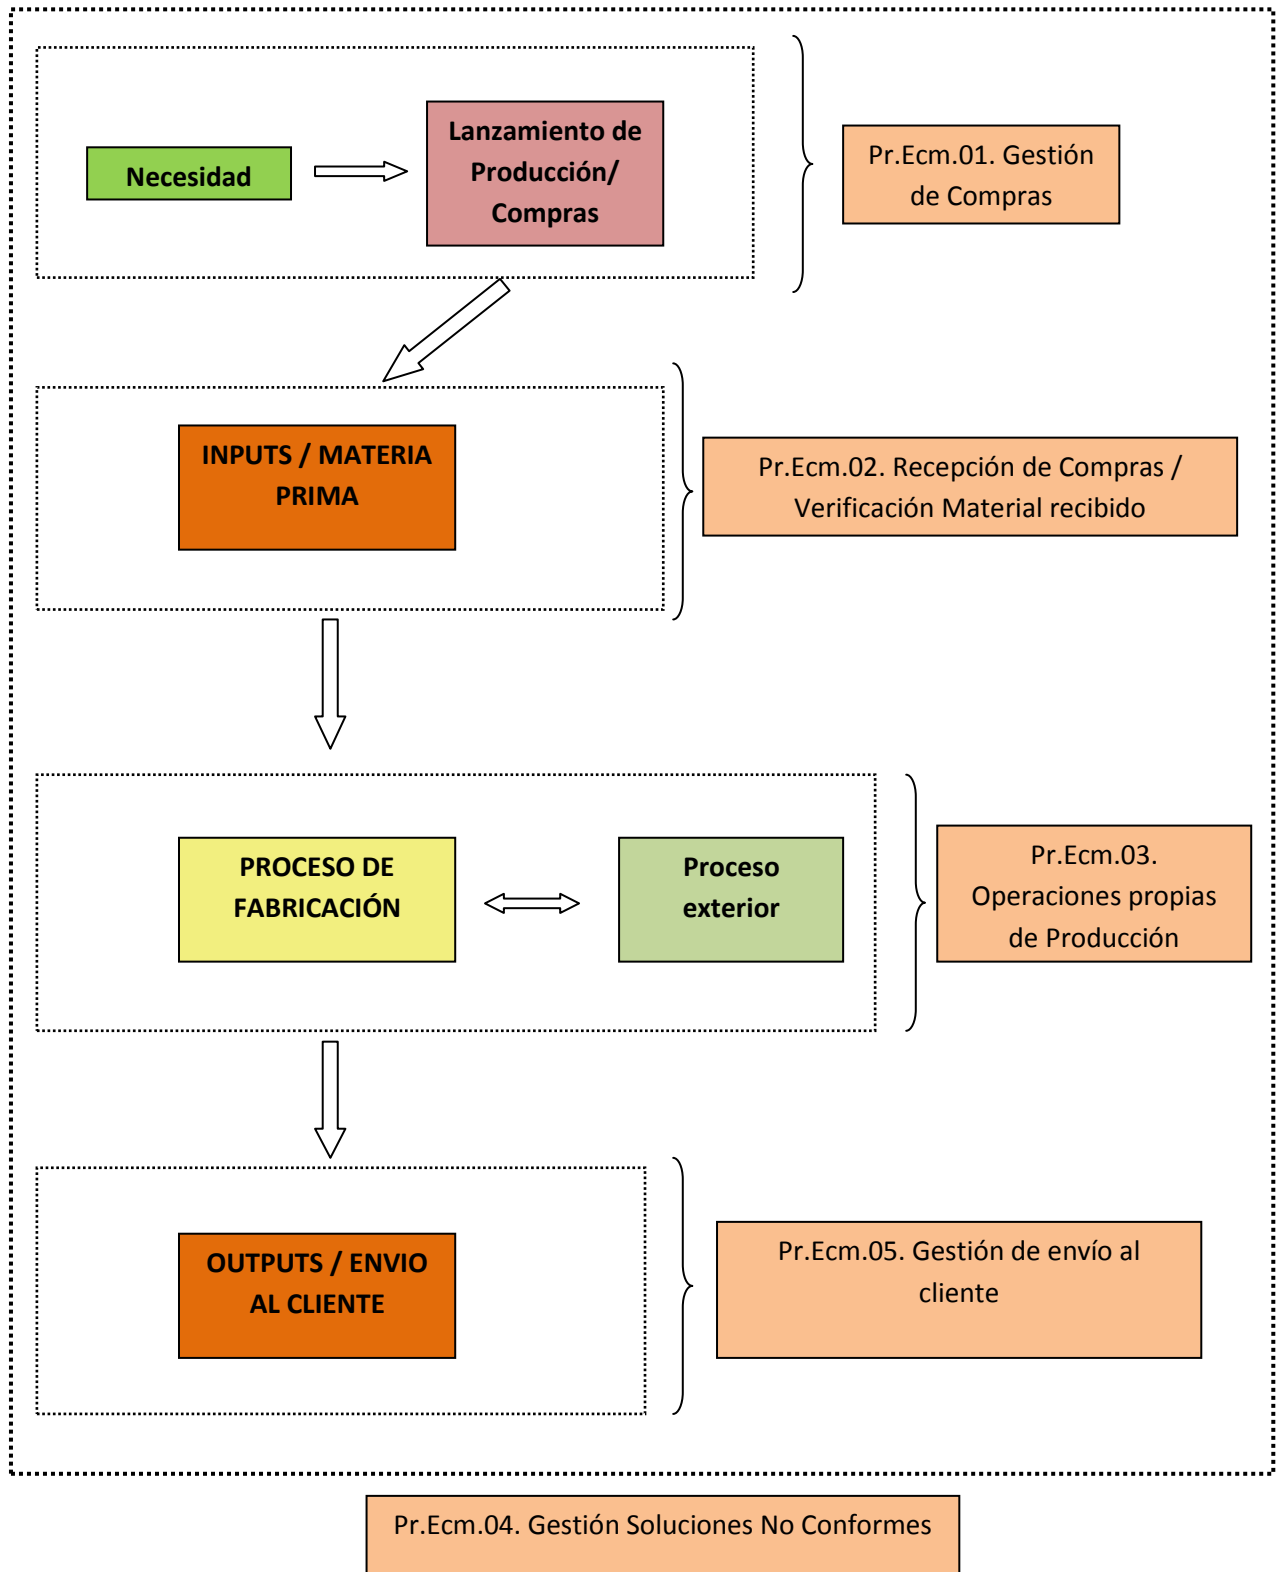 Necesidad
Lanzamiento de
Producción/
Compras
Pr.Ecm.01. Gestión
de Compras
INPUTS / MATERIA
PRIMA
Pr.Ecm.02. Recepción de Compras /
Verificación Material recibido
PROCESO DE
FABRICACIÓN
Proceso
exterior
Pr.Ecm.03.
Operaciones propias
de Producción
OUTPUTS / ENVIO
AL CLIENTE
Pr.Ecm.05. Gestión de envío al
cliente
Pr.Ecm.04. Gestión Soluciones No Conformes